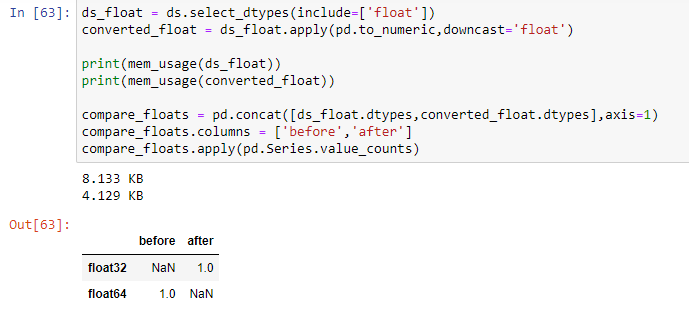 In [63]: ds_float = ds.select_dtypes(include=['float'])
converted_float = ds_float.apply(pd.to_numeric,downcast='float')
print(mem_usage(ds_float))
print(mem_usage(converted_float))
compare_floats = pd.concat([ds_float.dtypes,converted_float.dtypes],axis=1)
compare_floats.columns = ['before','after']
compare_floats.apply(pd.Series.value_counts)
8.133 KB
4.129 KB
Out[63]:
before after
float32 NaN 1.0
float64 1.0 NaN